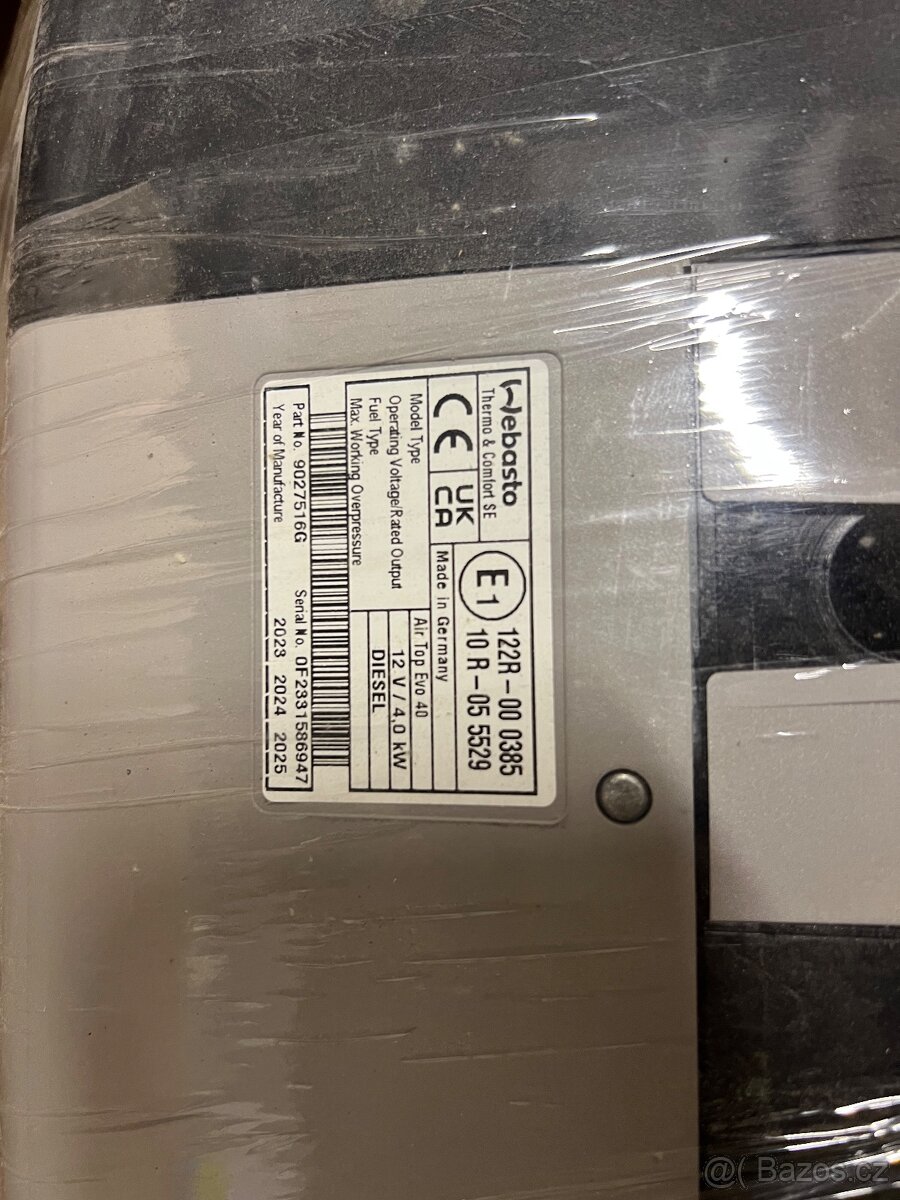 Webasto
Thermo & Comfort SE
CE UK CA
E1 122R - 00 0385
10 R - 05 5529
Made in Germany
Model Type Air Top Evo 40
Operating Voltage/Rated Output 12 V / 4,0 kW
Fuel Type DIESEL
Max. Working Overpressure
Part No. 9027516G Serial No. 0F2331586947
Year of Manufacture 2023 2024 2025
@( Bazos.cz